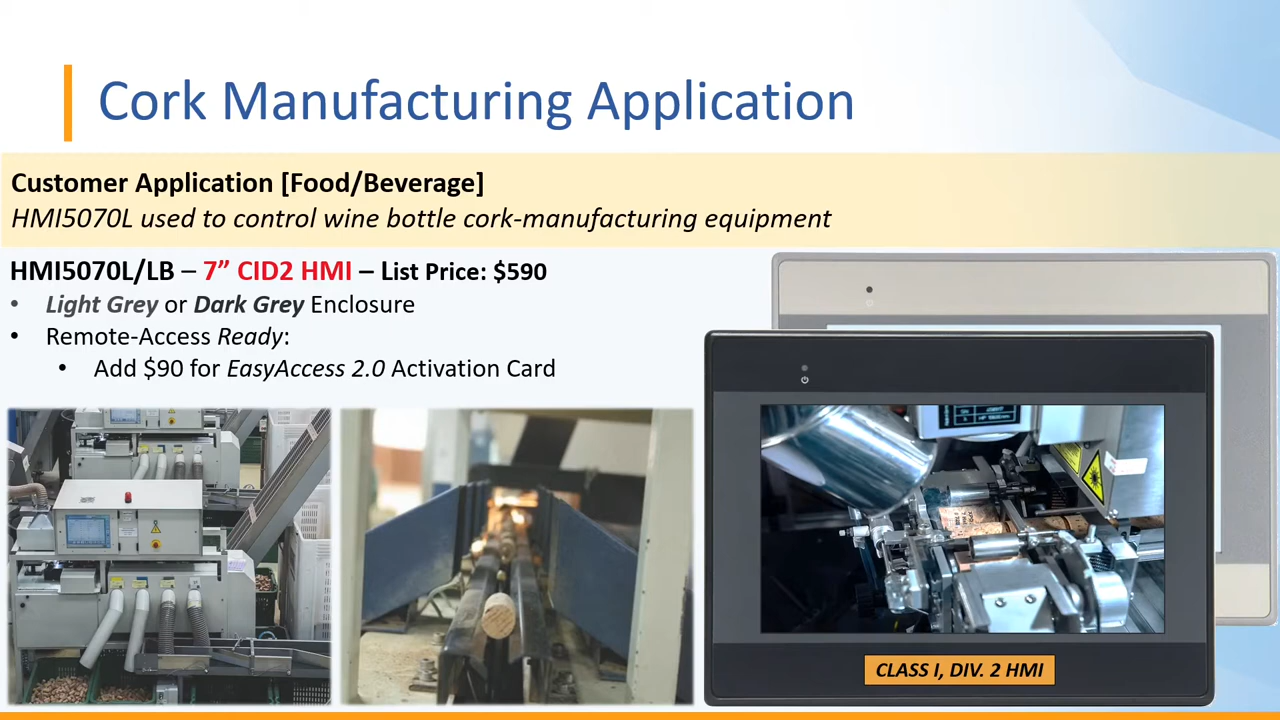 Cork Manufacturing Application
Customer Application [Food/Beverage]
HMI5070L used to control wine bottle cork-manufacturing equipment
HMI5070L/LB – 7” CID2 HMI – List Price: $590
• Light Grey or Dark Grey Enclosure
• Remote-Access Ready:
• Add $90 for EasyAccess 2.0 Activation Card
CLASS I, DIV. 2 HMI